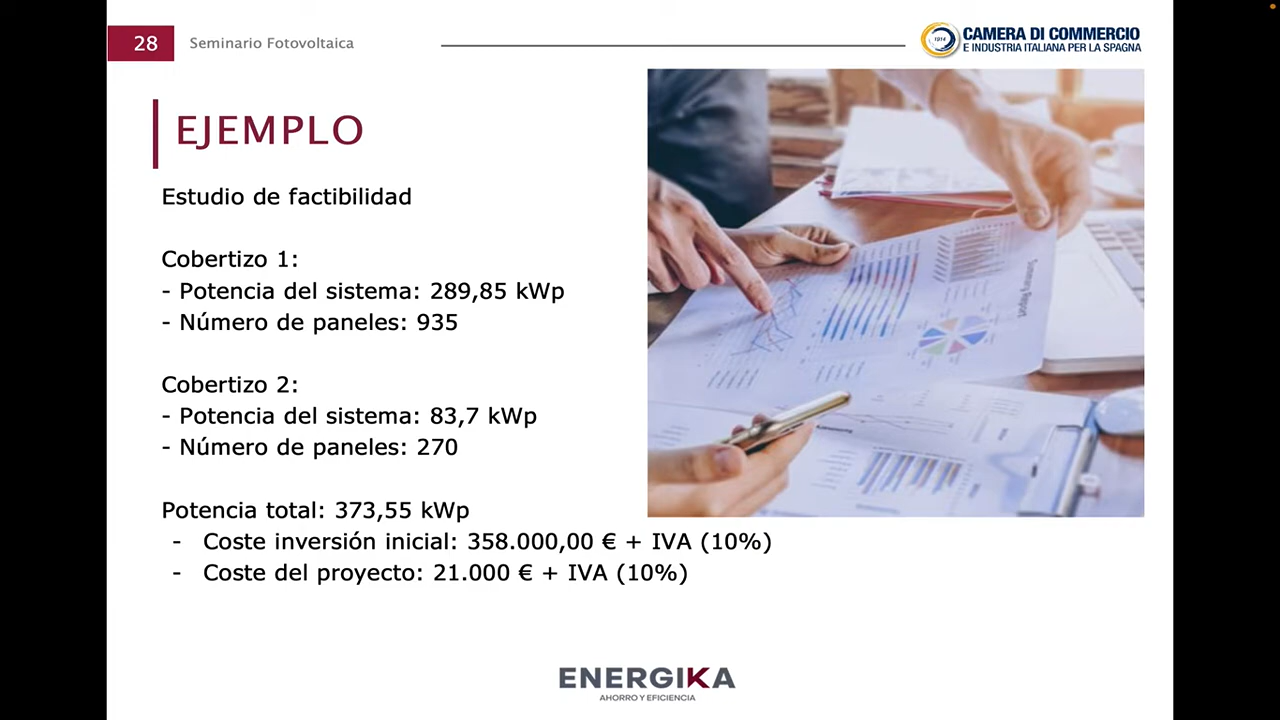 28
Seminario Fotovoltaica
1914
CAMERA DI COMMERCIO
E INDUSTRIA ITALIANA PER LA SPAGNA
EJEMPLO
Estudio de factibilidad
Cobertizo 1:
- Potencia del sistema: 289,85 kWp
- Número de paneles: 935
Cobertizo 2:
- Potencia del sistema: 83,7 kWp
- Número de paneles: 270
Potencia total: 373,55 kWp
- Coste inversión inicial: 358.000,00 € + IVA (10%)
- Coste del proyecto: 21.000 € + IVA (10%)
Summary Report
ENERGIKA
AHORRO Y EFICIENCIA